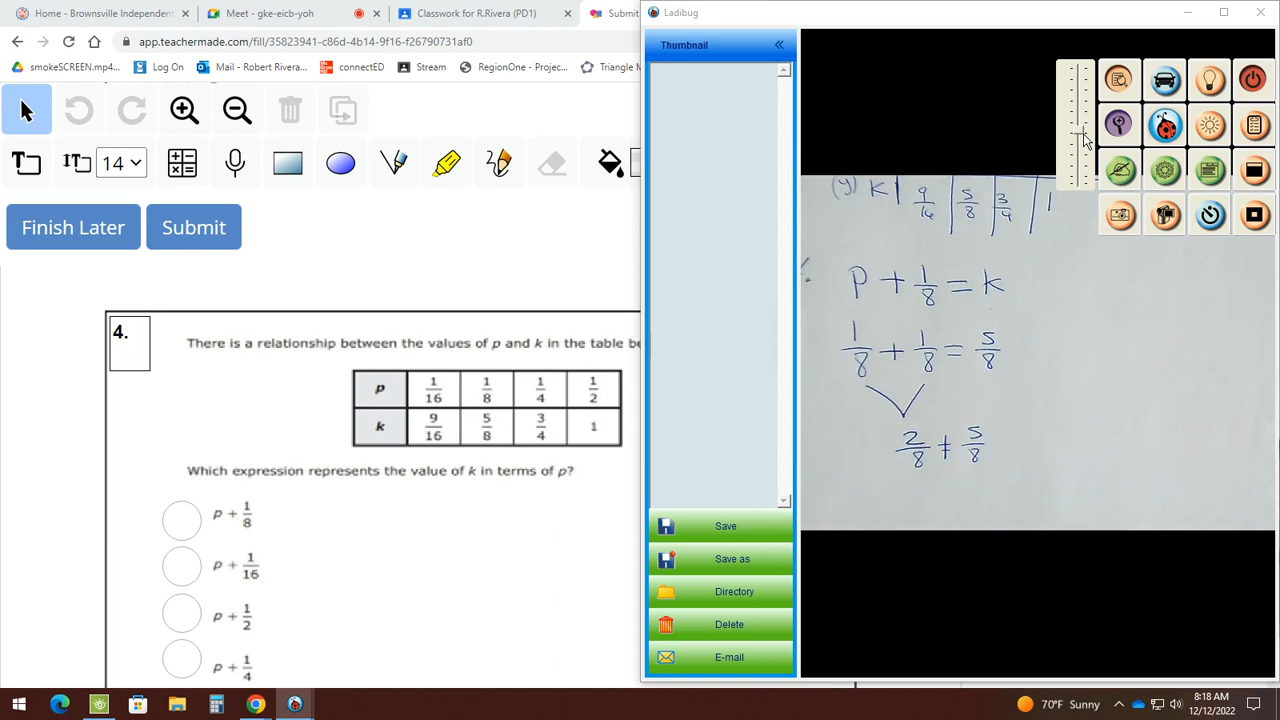 Home - Brownsville Independent
Meet - gke-eicb-yoh
Classwork for R.Rivera (PD1)
Submit
Ladibug
app.teachermade.com/fill/35823941-c86d-4b14-9f16-f26790731af0
smokeSCREEN.mp4...
Log On
Mail - Robert Rivera...
connectED
Stream
RegionOne - Project...
Triangle M
Thumbnail
14
Finish Later
Submit
4.
There is a relationship between the values of p and k in the table be
p 1/16 1/8 1/4 1/2
k 9/16 5/8 3/4 1
Which expression represents the value of k in terms of p?
p + 1/8
p + 1/16
p + 1/2
p + 1/4
Save
Save as
Directory
Delete
E-mail
(y) K 9/16 5/8 3/4 1
P + 1/8 = K
1/8 + 1/8 = 5/8
2/8 ≠ 5/8
70°F Sunny
8:18 AM
12/12/2022